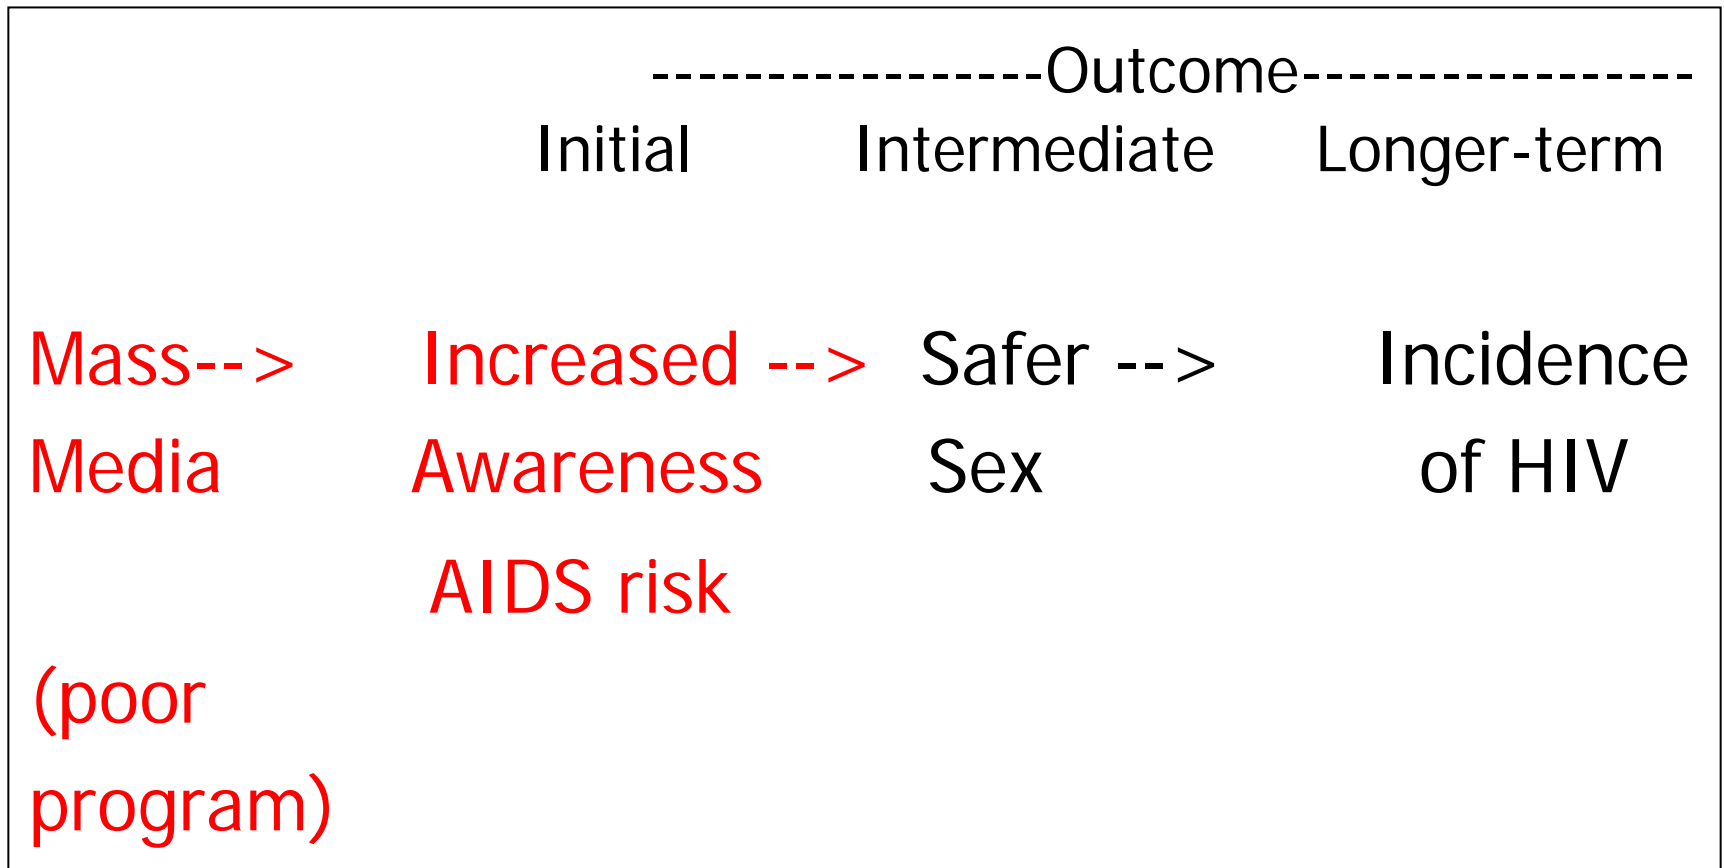 -----------------Outcome-----------------
Initial Intermediate Longer-term
Mass--> Increased --> Safer --> Incidence
Media Awareness Sex of HIV
AIDS risk
(poor
program)